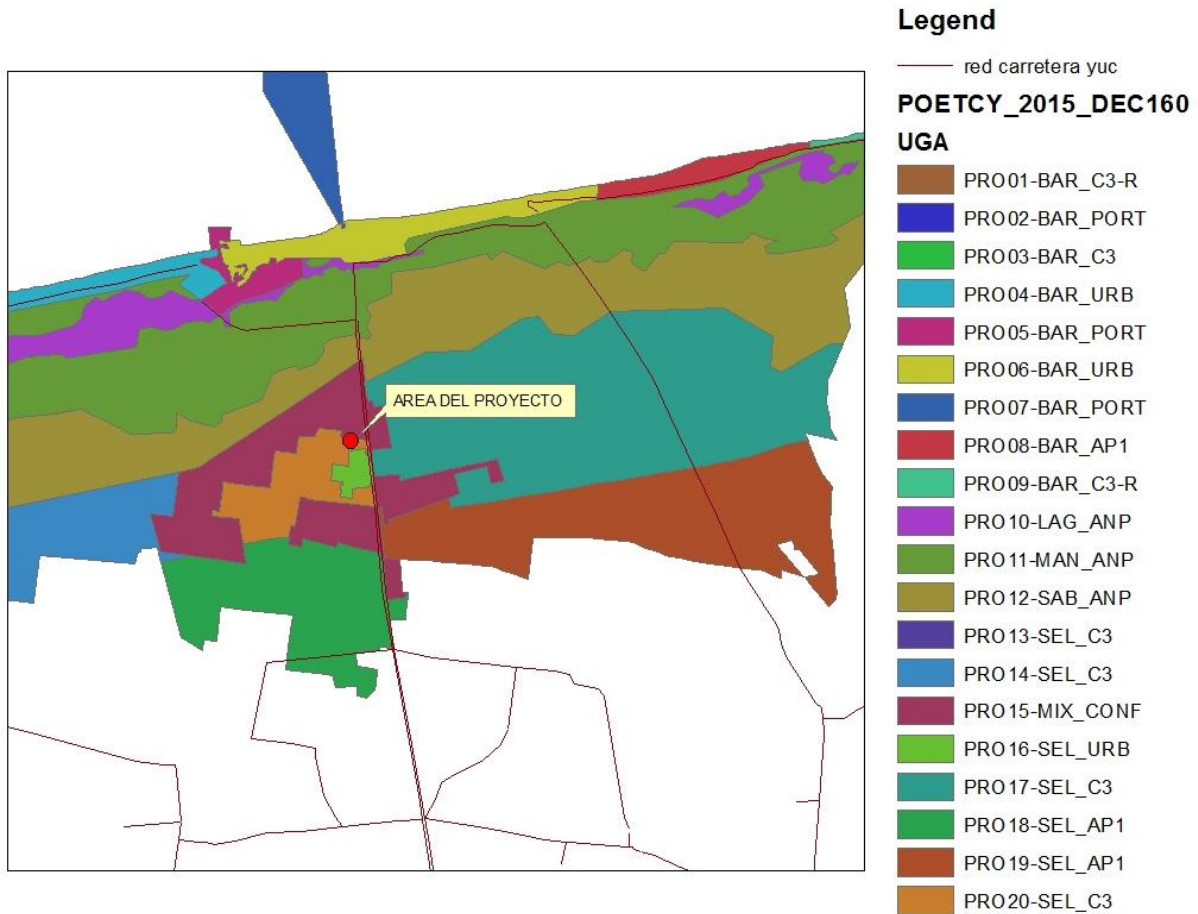 Legend
red carretera yuc
POETCY_2015_DEC160
UGA
PRO01-BAR_C3-R
PRO02-BAR_PORT
PRO03-BAR_C3
PRO04-BAR_URB
PRO05-BAR_PORT
PRO06-BAR_URB
PRO07-BAR_PORT
PRO08-BAR_AP1
PRO09-BAR_C3-R
PRO10-LAG_ANP
PRO11-MAN_ANP
PRO12-SAB_ANP
PRO13-SEL_C3
PRO14-SEL_C3
PRO15-MIX_CONF
PRO16-SEL_URB
PRO17-SEL_C3
PRO18-SEL_AP1
PRO19-SEL_AP1
PRO20-SEL_C3
AREA DEL PROYECTO